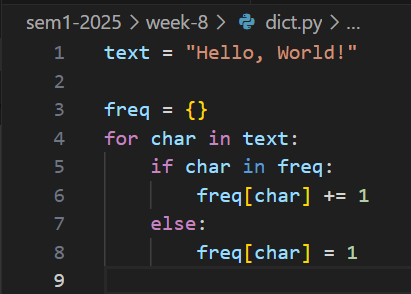 sem1-2025 > week-8 > dict.py > ...
1 text = "Hello, World!"
2
3 freq = {}
4 for char in text:
5     if char in freq:
6         freq[char] += 1
7     else:
8         freq[char] = 1
9